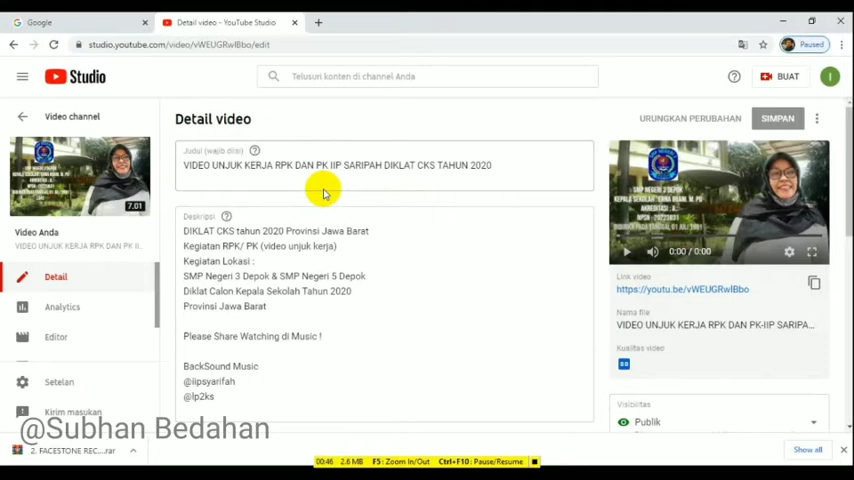 Google
Detail video - YouTube Studio
studio.youtube.com/video/vWEUGRwlBbo/edit
Paused
Studio
Telusuri konten di channel Anda
BUAT
I
Video channel
Detail video
URUNGKAN PERUBAHAN
SIMPAN
7.01
Video Anda
VIDEO UNJUK KERJA RPK DAN PK II...
Detail
Analytics
Editor
Setelan
Kirim masukan
Judul (wajib diisi)
VIDEO UNJUK KERJA RPK DAN PK IIP SARIPAH DIKLAT CKS TAHUN 2020
Deskripsi
DIKLAT CKS tahun 2020 Provinsi Jawa Barat
Kegiatan RPK/ PK (video unjuk kerja)
Kegiatan Lokasi :
SMP Negeri 3 Depok & SMP Negeri 5 Depok
Diklat Calon Kepala Sekolah Tahun 2020
Provinsi Jawa Barat
Please Share Watching di Music !
BackSound Music
@iipsyarifah
@lp2ks
SMP NEGERI 3 DEPOK
0:00 / 0:00
Link video
https://youtu.be/vWEUGRwlBbo
Nama file
VIDEO UNJUK KERJA RPK DAN PK-IIP SARIPA...
Kualitas video
Visibilitas
Publik
@Subhan Bedahan
2. FACESTONE REC....rar
Show all
00:46 2.6 MB F5: Zoom In/Out Ctrl+F10: Pause/Resume